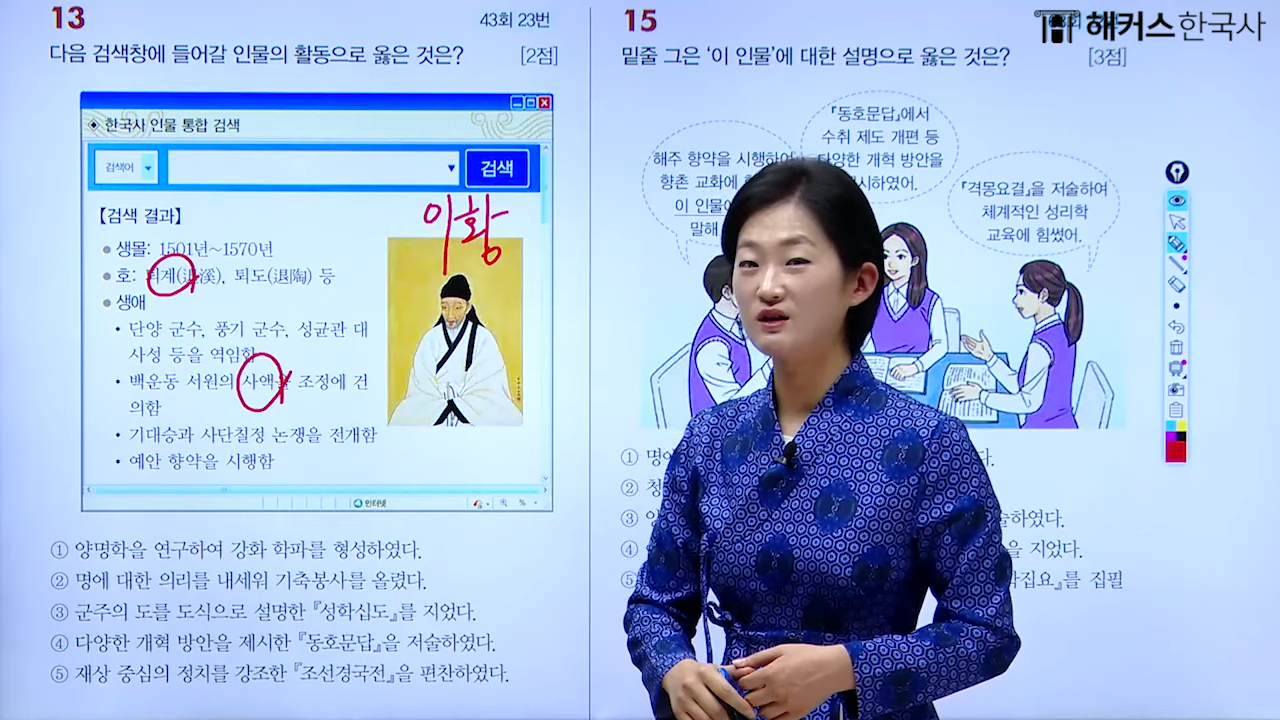 13
43회 23번
다음 검색창에 들어갈 인물의 활동으로 옳은 것은?
[2점]
한국사 인물 통합 검색
검색어
검색
【검색 결과】
생몰: 1501년~1570년
호: 퇴계(退溪), 퇴도(退陶) 등
생애
단양 군수, 풍기 군수, 성균관 대
사성 등을 역임함
백운동 서원의 사액을 조정에 건
의함
기대승과 사단칠정 논쟁을 전개함
예안 향약을 시행함
이황
인터넷
① 양명학을 연구하여 강화 학파를 형성하였다.
② 명에 대한 의리를 내세워 기축봉사를 올렸다.
③ 군주의 도를 도식으로 설명한 『성학십도』를 지었다.
④ 다양한 개혁 방안을 제시한 『동호문답』을 저술하였다.
⑤ 재상 중심의 정치를 강조한 『조선경국전』을 편찬하였다.
15
해커스한국사
밑줄 그은 '이 인물'에 대한 설명으로 옳은 것은?
[3점]
해주 향약을 시행하여
향촌 교화에
이 인물에
말해
『동호문답』에서
수취 제도 개편 등
다양한 개혁 방안을
제시하였어.
『격몽요결』을 저술하여
체계적인 성리학
교육에 힘썼어.
① 명에 다.
②
③ 술하였다.
④ 을 지었다.
⑤ 학집요』를 집필